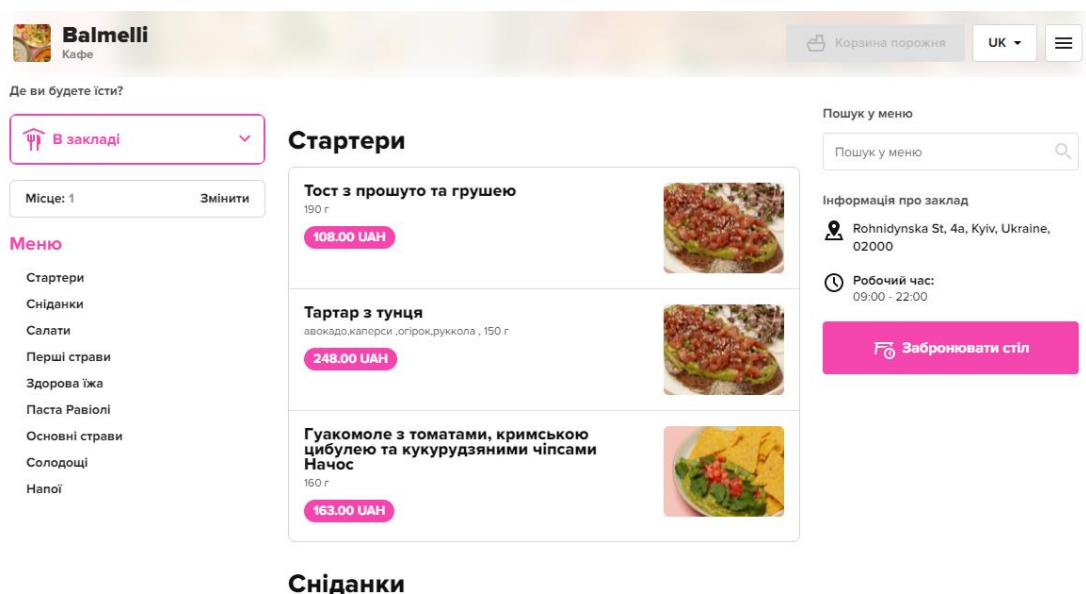 Balmelli
Кафе
Корзина порожня
UK
Де ви будете їсти?
В закладі
Місце: 1
Змінити
Меню
Стартери
Сніданки
Салати
Перші страви
Здорова їжа
Паста Равіолі
Основні страви
Солодощі
Напої
Стартери
Тост з прошуто та грушею
190 г
108.00 UAH
Тартар з тунця
авокадо,каперси ,огірок,руккола , 150 г
248.00 UAH
Гуакомоле з томатами, кримською
цибулею та кукурудзяними чіпсами
Начос
160 г
163.00 UAH
Сніданки
Пошук у меню
Пошук у меню
Інформація про заклад
Rohnidynska St, 4a, Kyiv, Ukraine,
02000
Робочий час:
09:00 - 22:00
Забронювати стіл